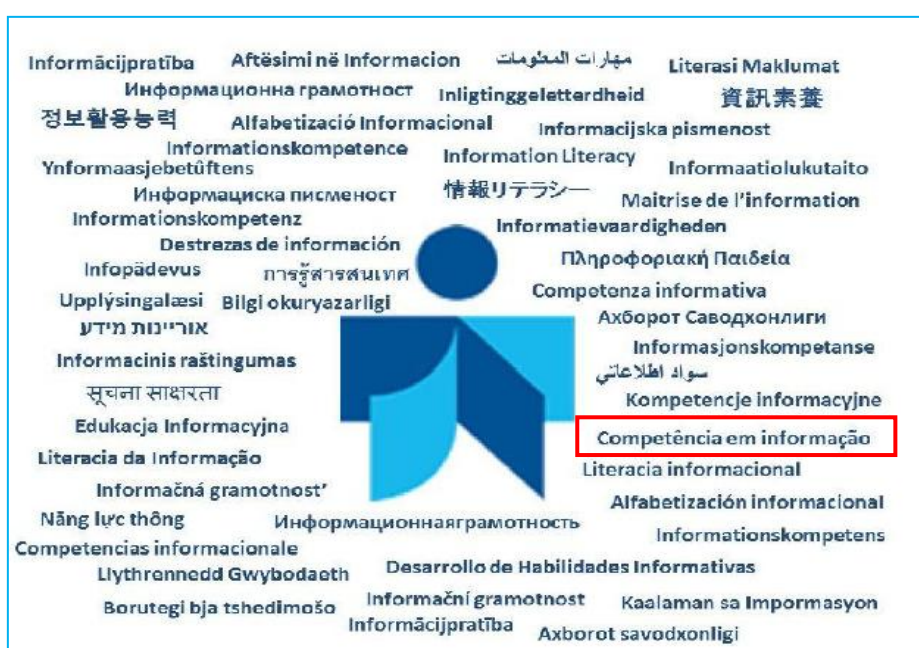 Informācijpratība Aftësimi në Informacion مهارات المعلومات Literasi Maklumat
Информационна грамотност Inligtinggeletterdheid 資訊素養
정보활용능력 Alfabetizació Informacional Informacijska pismenost
Informationskompetence Information Literacy Informaatiolukutaito
Ynformaasjebetûftens
Информациска писменост 情報リテラシー Maitrise de l'information
Informationskompetenz Informatievaardigheden
Destrezas de información Πληροφοριακή Παιδεία
Infopädevus การรู้สารสนเทศ
Upplýsingalæsi Bilgi okuryazarligi Competenza informativa
אוריינות מידע Ахборот Саводхонлиги
Informacinis raštingumas Informasjonskompetanse
सूचना साक्षरता سواد اطلاعاتي
Kompetencje informacyjne
Edukacja Informacyjna Competência em informação
Literacia da Informação Literacia informacional
Informačná gramotnosť Alfabetización informacional
Năng lực thông Информационнаяграмотность Informationskompetens
Competencias informacionale
Llythrennedd Gwybodaeth Desarrollo de Habilidades Informativas
Borutegi bja tshedimošo Informační gramotnost Kaalaman sa Impormasyon
Informācijpratība Axborot savodxonligi